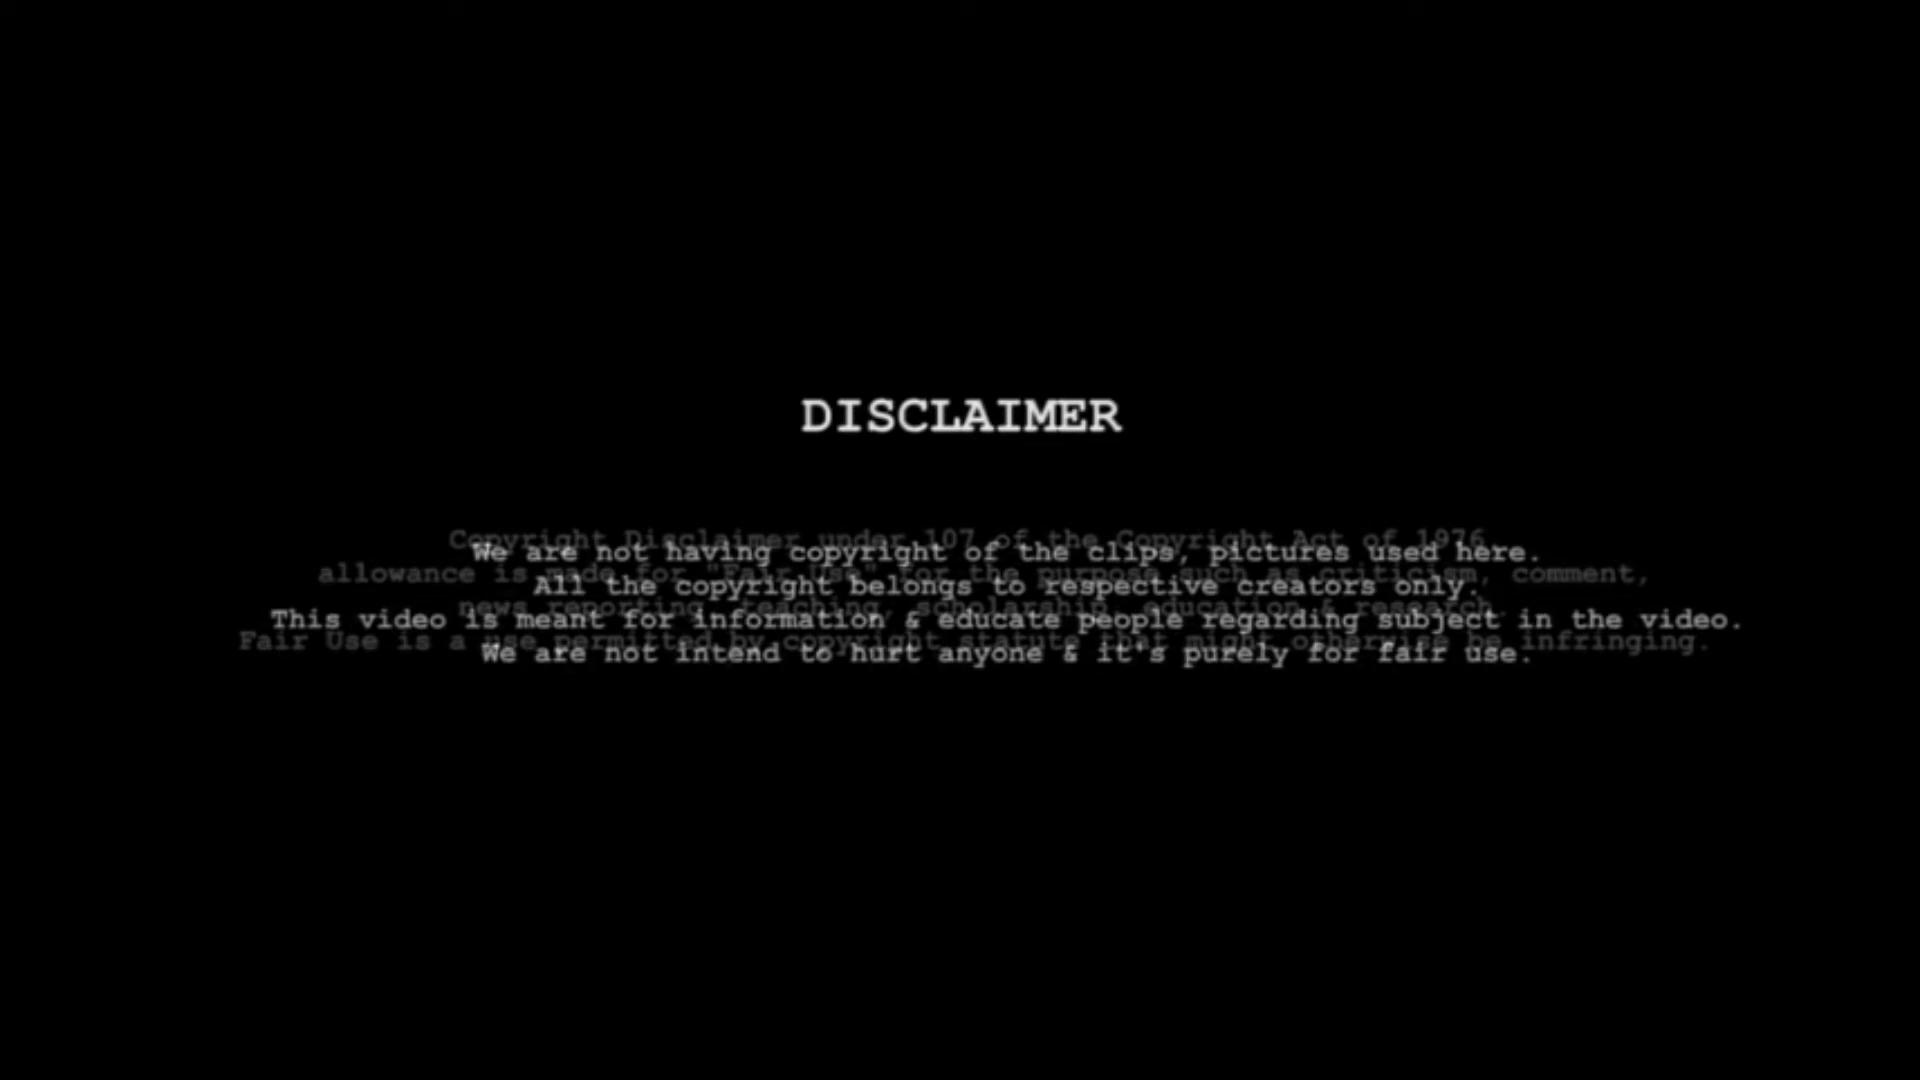 DISCLAIMER
Copyright Disclaimer under 107 of the Copyright Act of 1976
We are not having copyright of the clips, pictures used here.
allowance is made for "Fair Use" for the purpose such as criticism, comment,
All the copyright belongs to respective creators only.
news reporting, teaching, scholarship, education & research.
This video is meant for information & educate people regarding subject in the video.
Fair Use is a use permitted by copyright statute that might otherwise be infringing.
We are not intend to hurt anyone & it's purely for fair use.